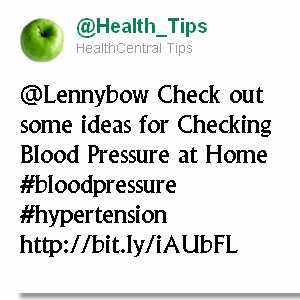 @Health_Tips
HealthCentral Tips
@Lennybow Check out
some ideas for Checking
Blood Pressure at Home
#bloodpressure
#hypertension
http://bit.ly/iAUbFL